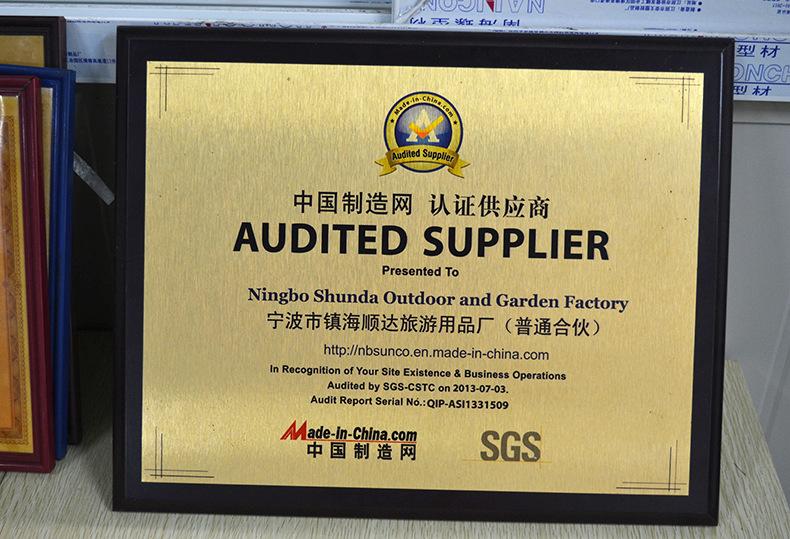 Made-in-China.com
Audited Supplier
中国制造网 认证供应商
AUDITED SUPPLIER
Presented To
Ningbo Shunda Outdoor and Garden Factory
宁波市镇海顺达旅游用品厂（普通合伙）
http://nbsunco.en.made-in-china.com
In Recognition of Your Site Existence & Business Operations
Audited by SGS-CSTC on 2013-07-03.
Audit Report Serial No.:QIP-ASI1331509
Made-in-China.com
中国制造网
SGS
型材